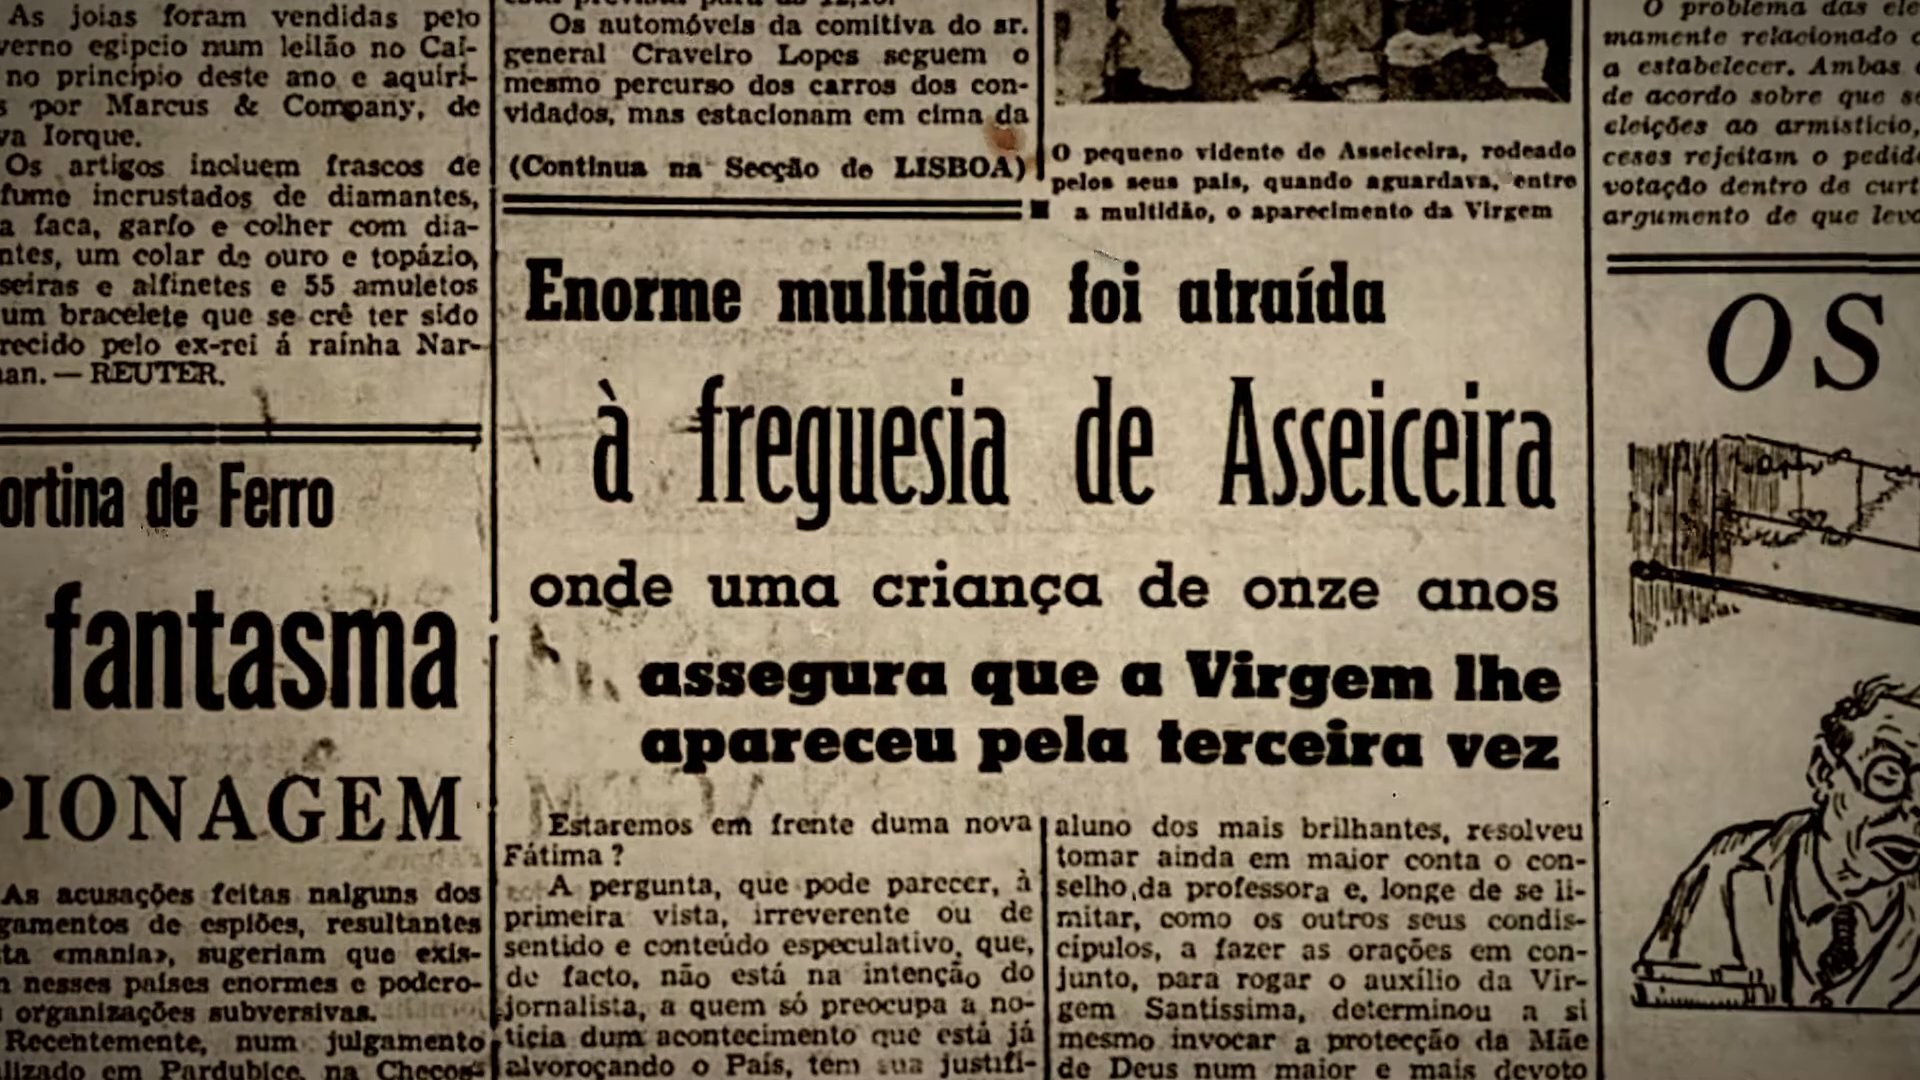 As joias foram vendidas pelo
verno egipcio num leilão no Cai-
no princípio deste ano e aquiri-
s por Marcus & Company, de
va Iorque.
Os artigos incluem frascos de
fume incrustados de diamantes,
a faca, garfo e colher com dia-
ntes, um colar de ouro e topázio,
seiras e alfinetes e 55 amuletos
um bracelete que se crê ter sido
recido pelo ex-rei á raínha Nar-
an. — REUTER.
ortina de Ferro
fantasma
PIONAGEM
As acusações feitas nalguns dos
gamentos de espiões, resultantes
ta «mania», sugeriam que exis-
nesses países enormes e podero-
organizações subversivas.
Recentemente, num julgamento
lizado em Pardubice, na Checos-
Os automóveis da comitiva do sr.
general Craveiro Lopes seguem o
mesmo percurso dos carros dos con-
vidados, mas estacionam em cima da
(Continua na Secção de LISBOA)
O pequeno vidente de Asseiceira, rodeado
pelos seus pais, quando aguardava, entre
a multidão, o aparecimento da Virgem
Enorme multidão foi atraída
à freguesia de Asseiceira
onde uma criança de onze anos
assegura que a Virgem lhe
apareceu pela terceira vez
Estaremos em frente duma nova
Fátima?
A pergunta, que pode parecer, à
primeira vista, irreverente ou de
sentido e conteúdo especulativo, que,
de facto, não está na intenção do
jornalista, a quem só preocupa a no-
tícia dum acontecimento que está já
alvoroçando o País, tem sua justifi-
aluno dos mais brilhantes, resolveu
tomar ainda em maior conta o con-
selho da professora e, longe de se li-
mitar, como os outros seus condis-
cípulos, a fazer as orações em con-
junto, para rogar o auxílio da Vir-
gem Santíssima, determinou a si
mesmo invocar a protecção da Mãe
de Deus num maior e mais devoto
O problema das ele
mamente relacionado
a estabelecer. Ambas
de acordo sobre que se
eleições ao armistício,
ceses rejeitam o pedid
votação dentro de curt
argumento de que leva
OS